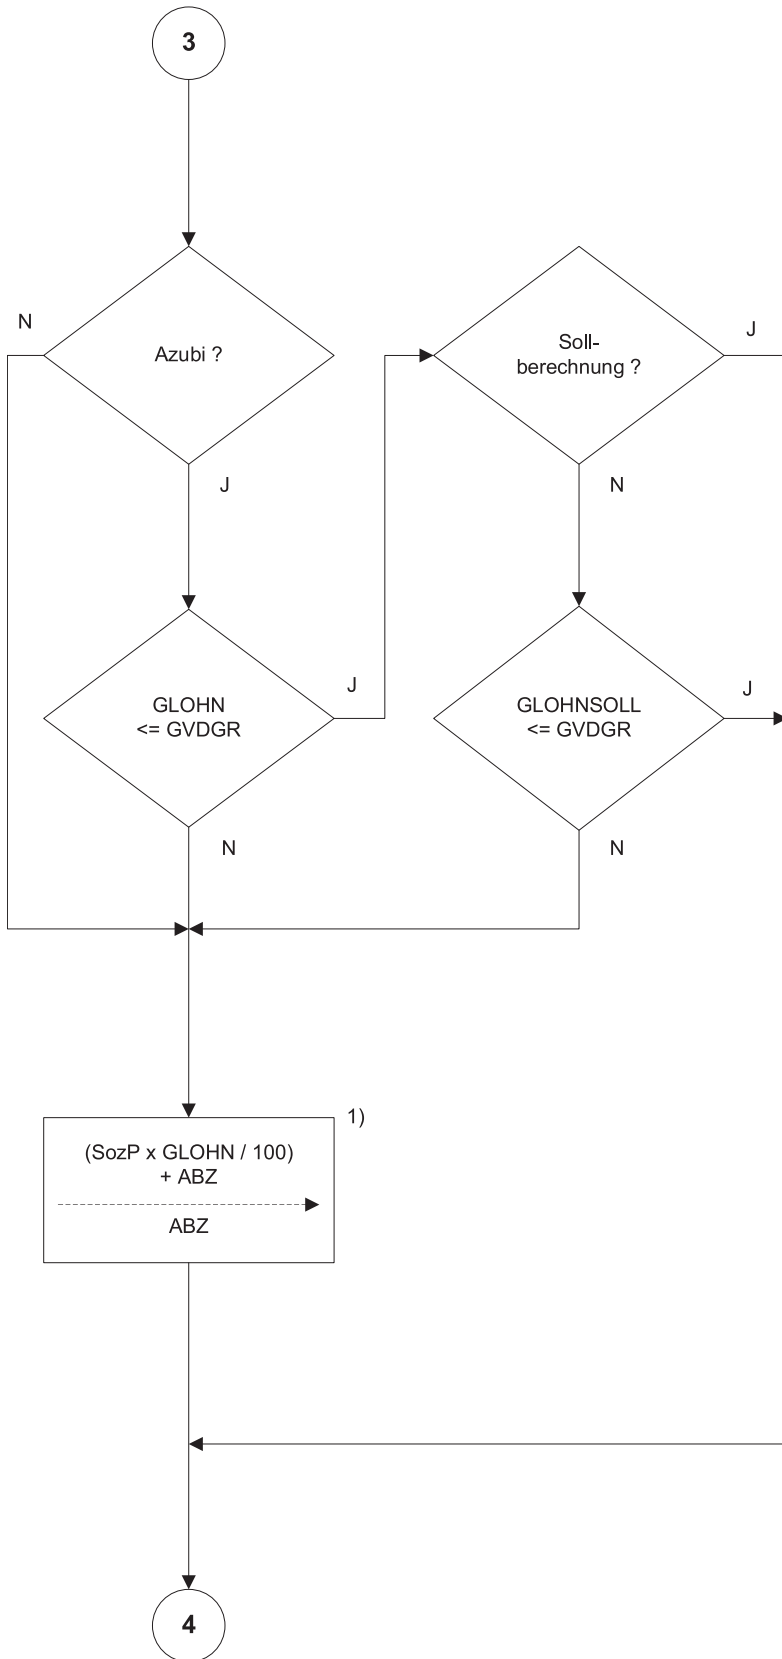 3
N
Azubi ?
J
Soll-
berechnung ?
J
N
GLOHN
<= GVDGR
J
N
GLOHNSOLL
<= GVDGR
J
N
1)
(SozP x GLOHN / 100)
+ ABZ
ABZ
4